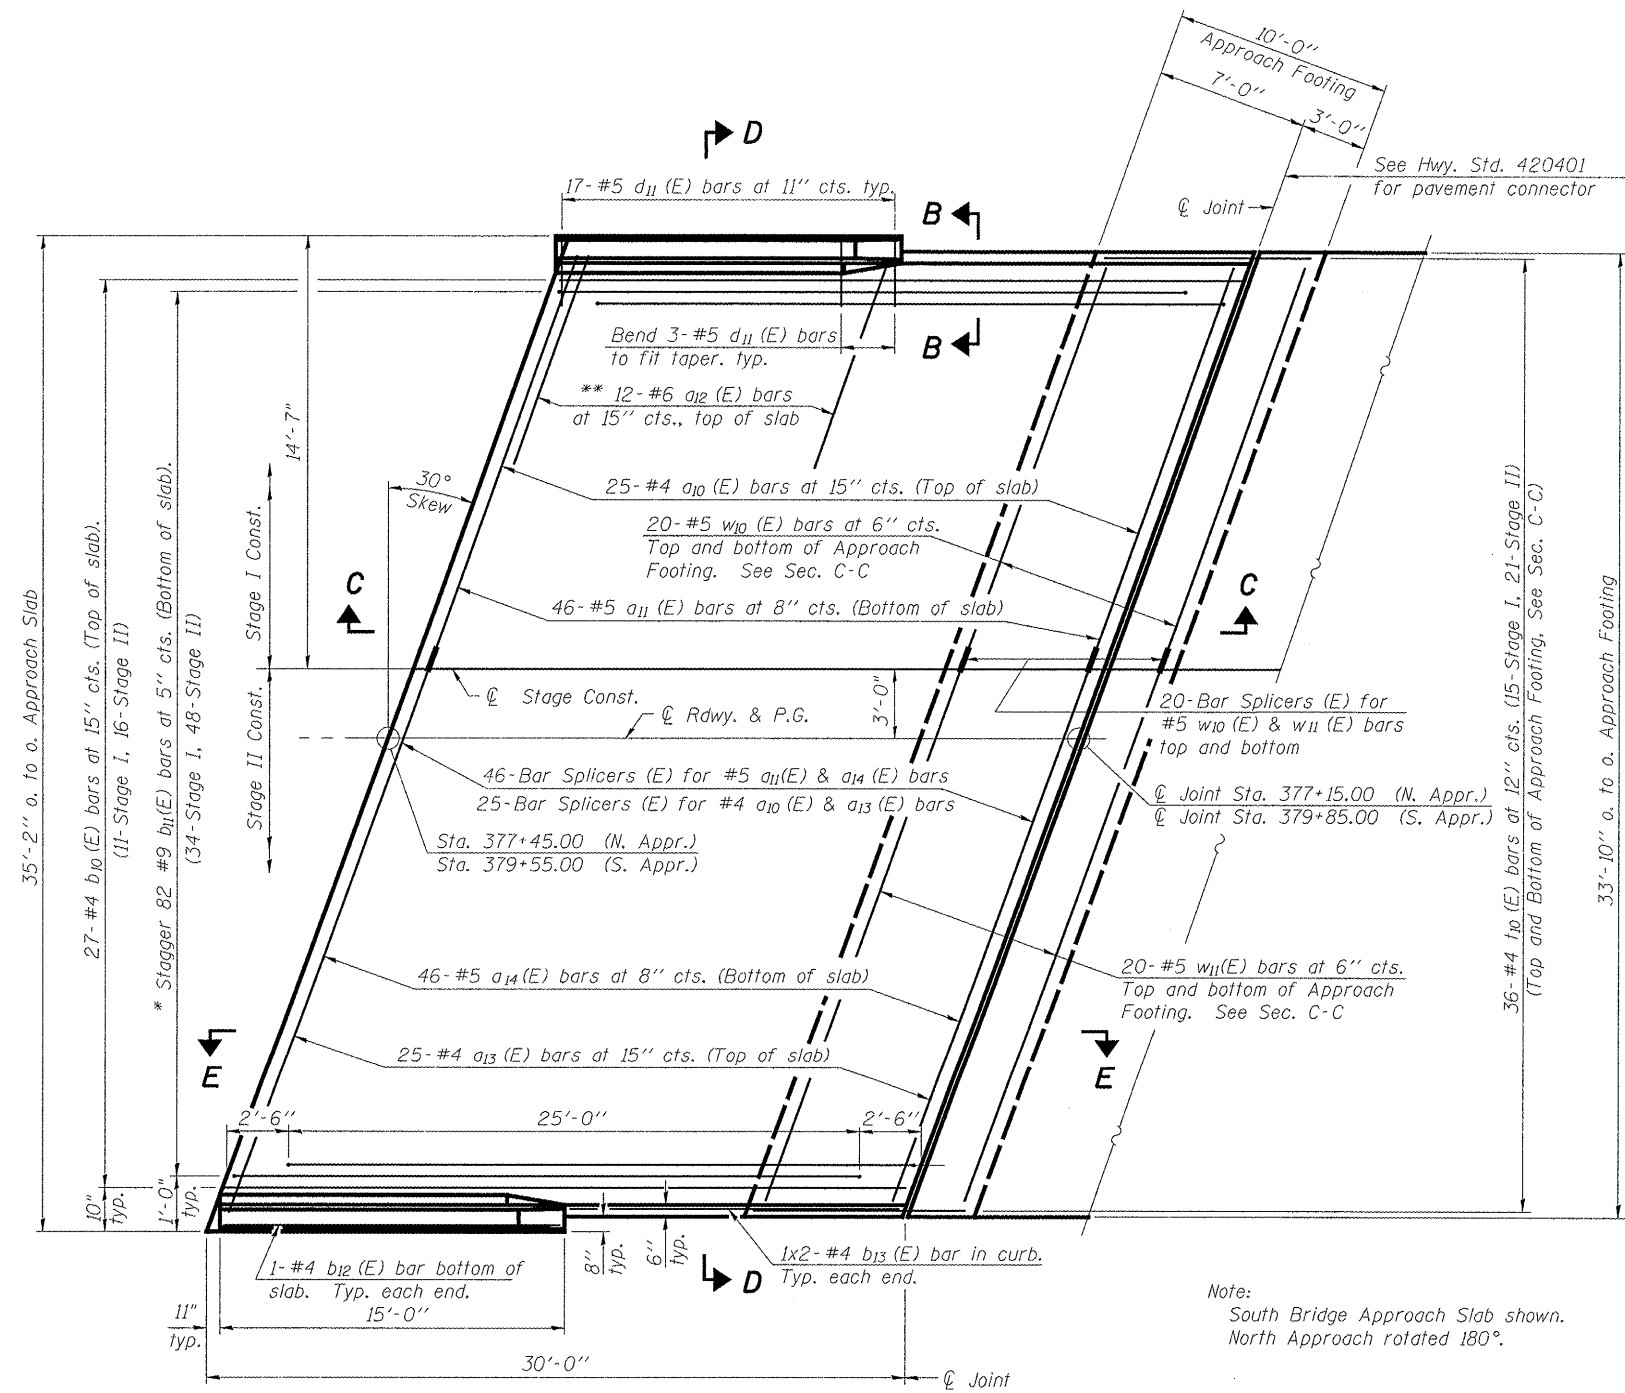 10'-0"
Approach Footing
7'-0"
3'-0"
See Hwy. Std. 420401
for pavement connector
℄ Joint
D
17- #5 d11 (E) bars at 11" cts. typ.
B
B
Bend 3- #5 d11 (E) bars
to fit taper. typ.
** 12- #6 a12 (E) bars
at 15" cts., top of slab
14'-7"
30°
Skew
25- #4 a10 (E) bars at 15" cts. (Top of slab)
20- #5 w10 (E) bars at 6" cts.
Top and bottom of Approach
Footing. See Sec. C-C
46- #5 a11 (E) bars at 8" cts. (Bottom of slab)
C
C
Stage I Const.
Stage II Const.
℄ Stage Const.
℄ Rdwy. & P.G.
3'-0"
20-Bar Splicers (E) for
#5 w10 (E) & w11 (E) bars
top and bottom
46-Bar Splicers (E) for #5 a11(E) & a14 (E) bars
25-Bar Splicers (E) for #4 a10 (E) & a13 (E) bars
℄ Joint Sta. 377+15.00 (N. Appr.)
℄ Joint Sta. 379+85.00 (S. Appr.)
Sta. 377+45.00 (N. Appr.)
Sta. 379+55.00 (S. Appr.)
35'-2" o. to o. Approach Slab
27- #4 b10 (E) bars at 15" cts. (Top of slab).
(11-Stage I, 16-Stage II)
* Stagger 82 #9 b11(E) bars at 5" cts. (Bottom of slab).
(34-Stage I, 48-Stage II)
36- #4 t10 (E) bars at 12" cts. (15-Stage I, 21-Stage II)
(Top and Bottom of Approach Footing, See Sec. C-C)
33'-10" o. to o. Approach Footing
46- #5 a14(E) bars at 8" cts. (Bottom of slab)
20- #5 w11(E) bars at 6" cts.
Top and bottom of Approach
Footing. See Sec. C-C
25- #4 a13 (E) bars at 15" cts. (Top of slab)
E
E
2'-6"
25'-0"
2'-6"
10"
typ.
1'-0"
typ.
8"
typ.
6"
typ.
D
1x2- #4 b13 (E) bar in curb.
Typ. each end.
1- #4 b12 (E) bar bottom of
slab. Typ. each end.
11"
typ.
15'-0"
30'-0"
℄ Joint
Note:
South Bridge Approach Slab shown.
North Approach rotated 180°.